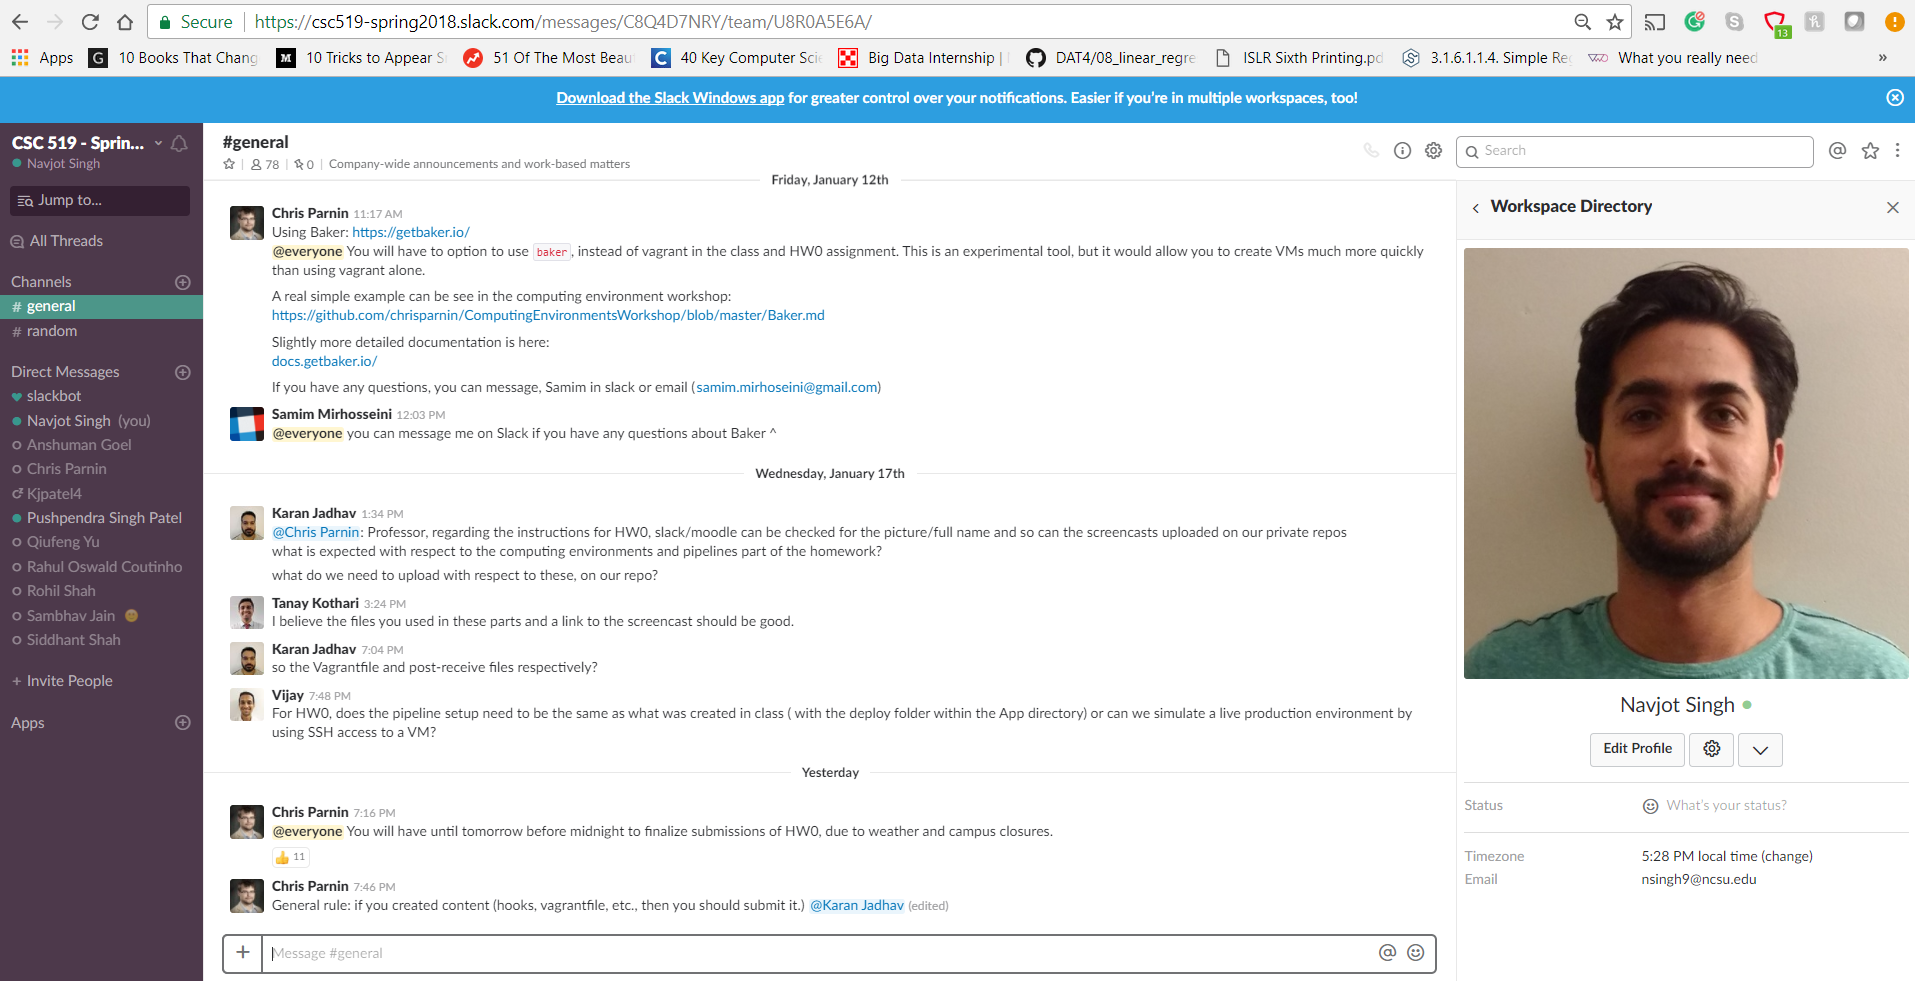 Secure https://csc519-spring2018.slack.com/messages/C8Q4D7NRY/team/U8R0A5E6A/
13
Apps 10 Books That Chang 10 Tricks to Appear S 51 Of The Most Beau 40 Key Computer Scie Big Data Internship | DAT4/08_linear_regre ISLR Sixth Printing.pd 3.1.6.1.1.4. Simple Re What you really need »
Download the Slack Windows app for greater control over your notifications. Easier if you're in multiple workspaces, too!
CSC 519 - Sprin...
Navjot Singh
Jump to...
All Threads
Channels
# general
# random
Direct Messages
slackbot
Navjot Singh (you)
Anshuman Goel
Chris Parnin
Kjpatel4
Pushpendra Singh Patel
Qiufeng Yu
Rahul Oswald Coutinho
Rohil Shah
Sambhav Jain
Siddhant Shah
+ Invite People
Apps
#general
78 | 0 | Company-wide announcements and work-based matters
Search
Friday, January 12th
Chris Parnin 11:17 AM
Using Baker: https://getbaker.io/
@everyone You will have to option to use baker, instead of vagrant in the class and HW0 assignment. This is an experimental tool, but it would allow you to create VMs much more quickly
than using vagrant alone.
A real simple example can be see in the computing environment workshop:
https://github.com/chrisparnin/ComputingEnvironmentsWorkshop/blob/master/Baker.md
Slightly more detailed documentation is here:
docs.getbaker.io/
If you have any questions, you can message, Samim in slack or email (samim.mirhoseini@gmail.com)
Samim Mirhosseini 12:03 PM
@everyone you can message me on Slack if you have any questions about Baker ^
Wednesday, January 17th
Karan Jadhav 1:34 PM
@Chris Parnin: Professor, regarding the instructions for HW0, slack/moodle can be checked for the picture/full name and so can the screencasts uploaded on our private repos
what is expected with respect to the computing environments and pipelines part of the homework?
what do we need to upload with respect to these, on our repo?
Tanay Kothari 3:24 PM
I believe the files you used in these parts and a link to the screencast should be good.
Karan Jadhav 7:04 PM
so the Vagrantfile and post-receive files respectively?
Vijay 7:48 PM
For HW0, does the pipeline setup need to be the same as what was created in class ( with the deploy folder within the App directory) or can we simulate a live production environment by
using SSH access to a VM?
Yesterday
Chris Parnin 7:16 PM
@everyone You will have until tomorrow before midnight to finalize submissions of HW0, due to weather and campus closures.
11
Chris Parnin 7:46 PM
General rule: if you created content (hooks, vagrantfile, etc., then you should submit it.) @Karan Jadhav (edited)
Message #general
Workspace Directory
Navjot Singh
Edit Profile
Status What's your status?
Timezone 5:28 PM local time (change)
Email nsingh9@ncsu.edu